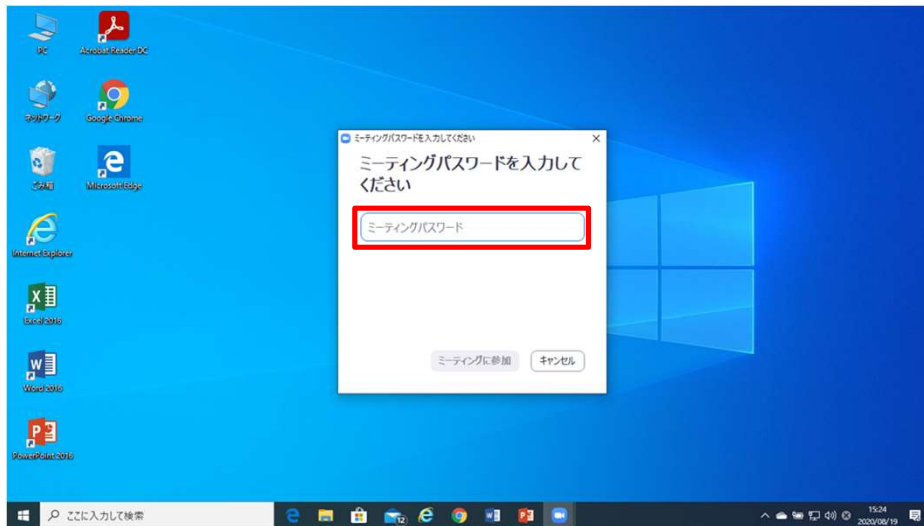 PC
Acrobat Reader DC
ネットワーク
Google Chrome
ごみ箱
Microsoft Edge
Internet Explorer
Excel 2016
Word 2016
PowerPoint 2016
ミーティングパスワードを入力してください
ミーティングパスワードを入力して
ください
ミーティングパスワード
ミーティングに参加
キャンセル
ここに入力して検索
15:24
2020/08/19